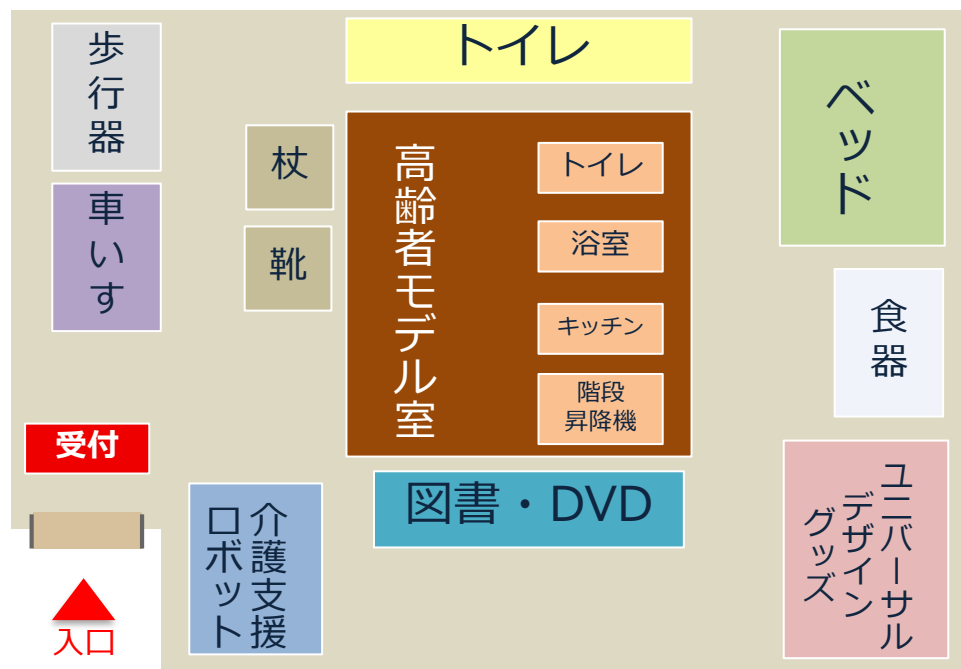 歩行器
トイレ
ベッド
杖
高齢者モデル室
トイレ
車いす
靴
浴室
キッチン
食器
階段
昇降機
受付
図書・DVD
介護支援
ロボット
ユニバーサル
デザイン
グッズ
入口